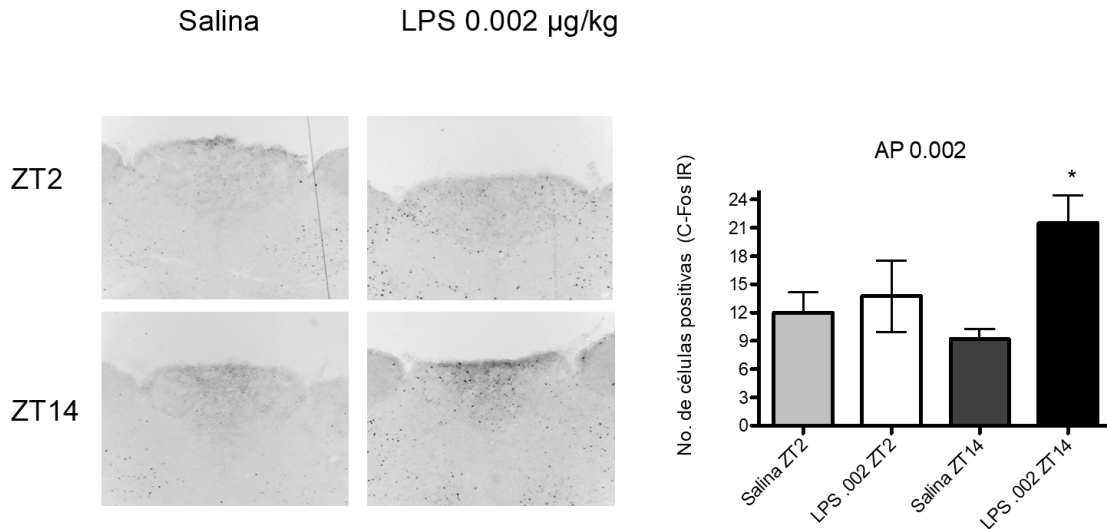 Salina
LPS 0.002 µg/kg
ZT2
ZT14
AP 0.002
No. de células positivas (C-Fos IR)
24
21
18
15
12
9
6
3
0
*
Salina ZT2
LPS .002 ZT2
Salina ZT14
LPS .002 ZT14